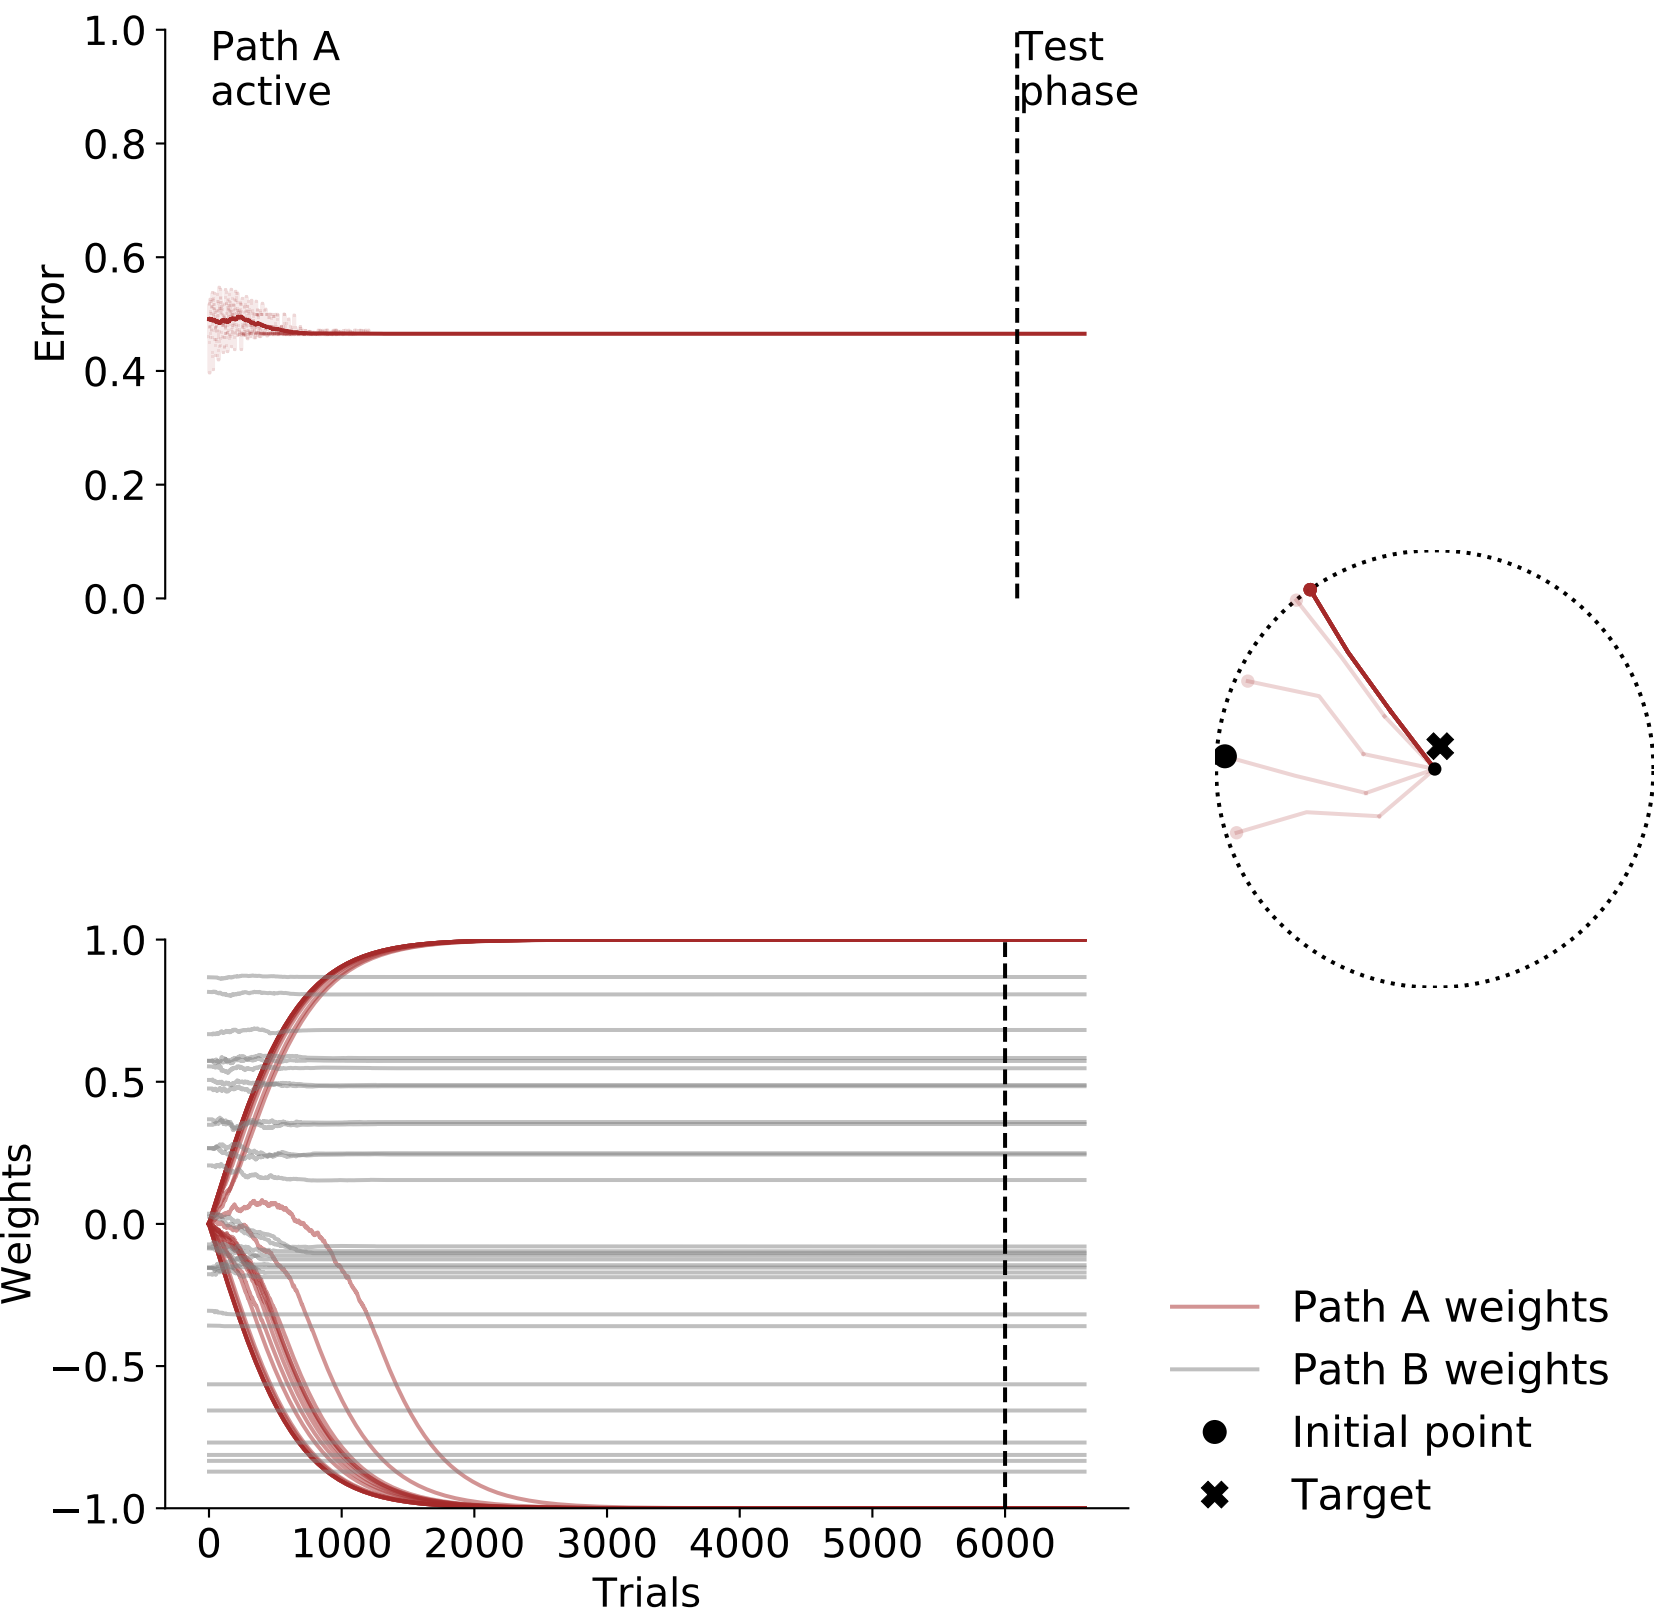 Path A
active
Test
phase
1.0
0.8
0.6
0.4
0.2
0.0
Error
1.0
0.5
0.0
−0.5
−1.0
Weights
0 1000 2000 3000 4000 5000 6000
Trials
Path A weights
Path B weights
Initial point
Target